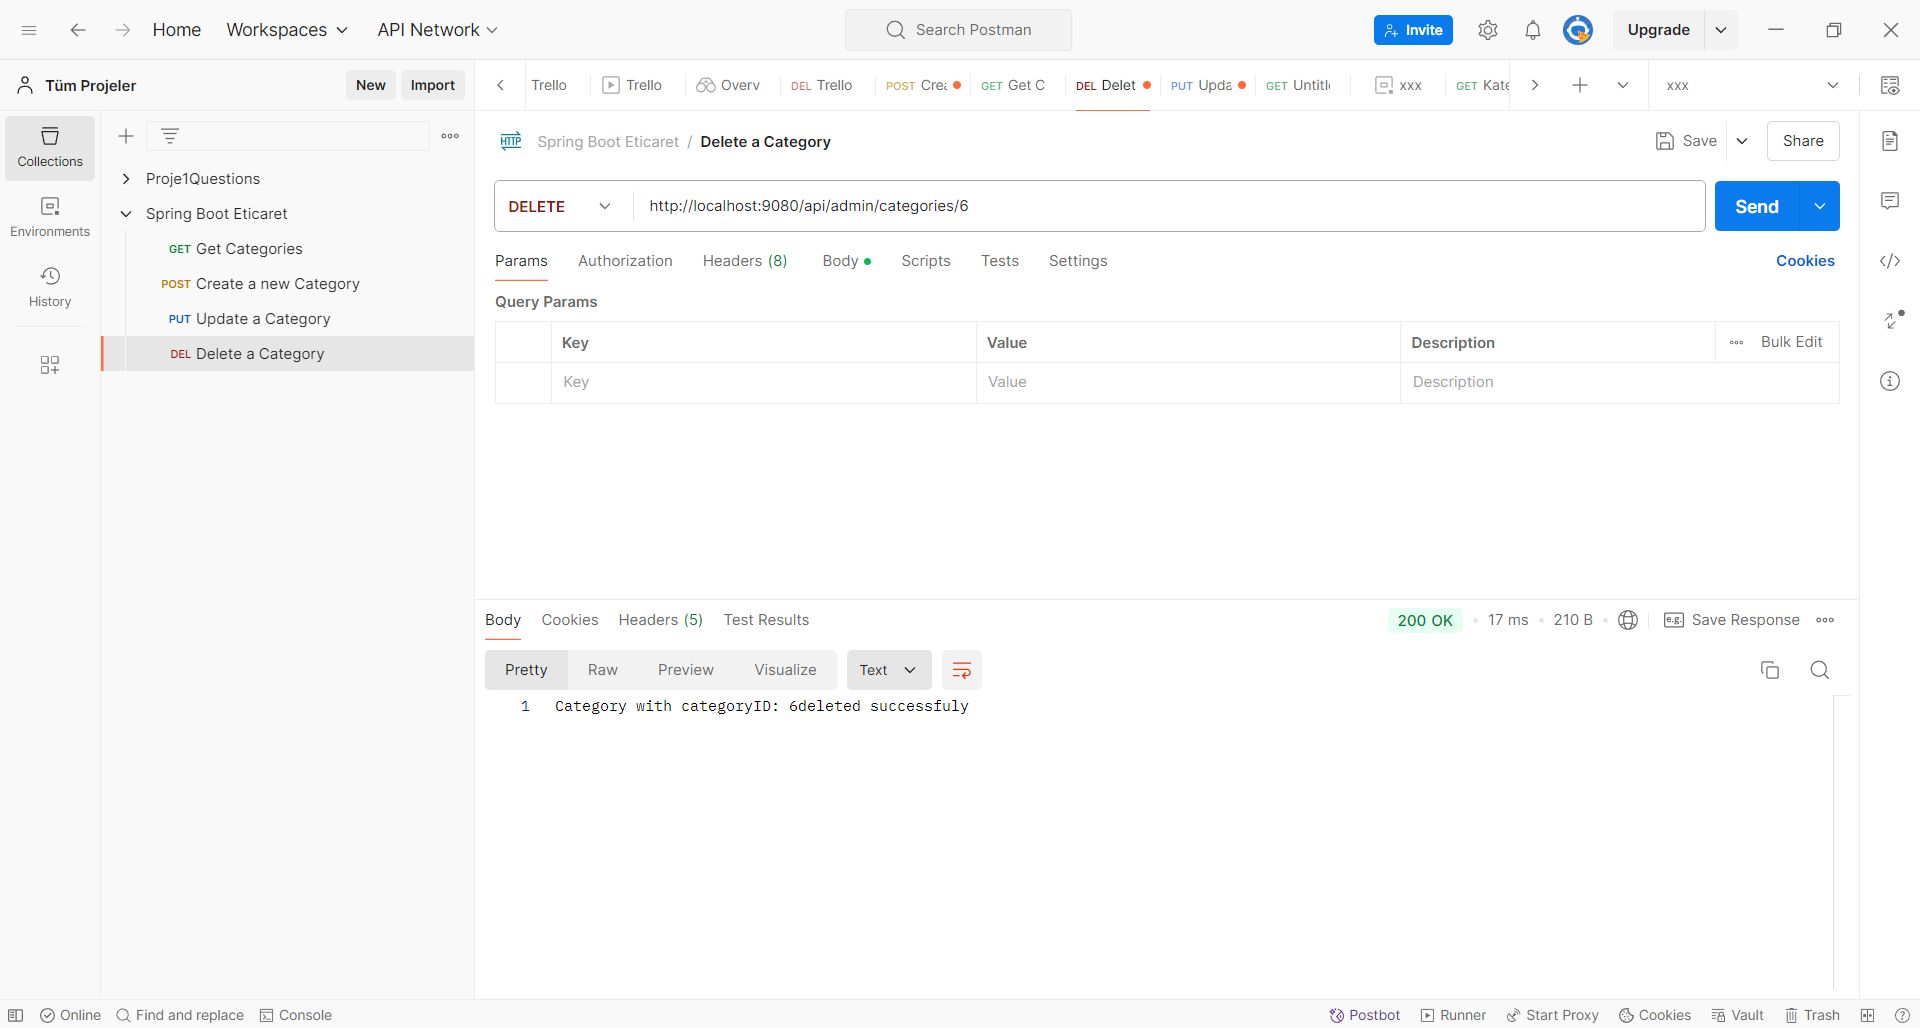 Home Workspaces API Network Search Postman Invite Upgrade
Tüm Projeler New Import
Trello Trello Overv DEL Trello POST Crea GET Get C DEL Delet PUT Upda GET Untitl xxx GET Kate xxx
Collections
Environments
History
Proje1Questions
Spring Boot Eticaret
GET Get Categories
POST Create a new Category
PUT Update a Category
DEL Delete a Category
HTTP Spring Boot Eticaret / Delete a Category Save Share
DELETE http://localhost:9080/api/admin/categories/6 Send
Params Authorization Headers (8) Body Scripts Tests Settings Cookies
Query Params
Key Value Description Bulk Edit
Key Value Description
Body Cookies Headers (5) Test Results 200 OK 17 ms 210 B e.g. Save Response
Pretty Raw Preview Visualize Text
1 Category with categoryID: 6deleted successfuly
Online Find and replace Console Postbot Runner Start Proxy Cookies Vault Trash